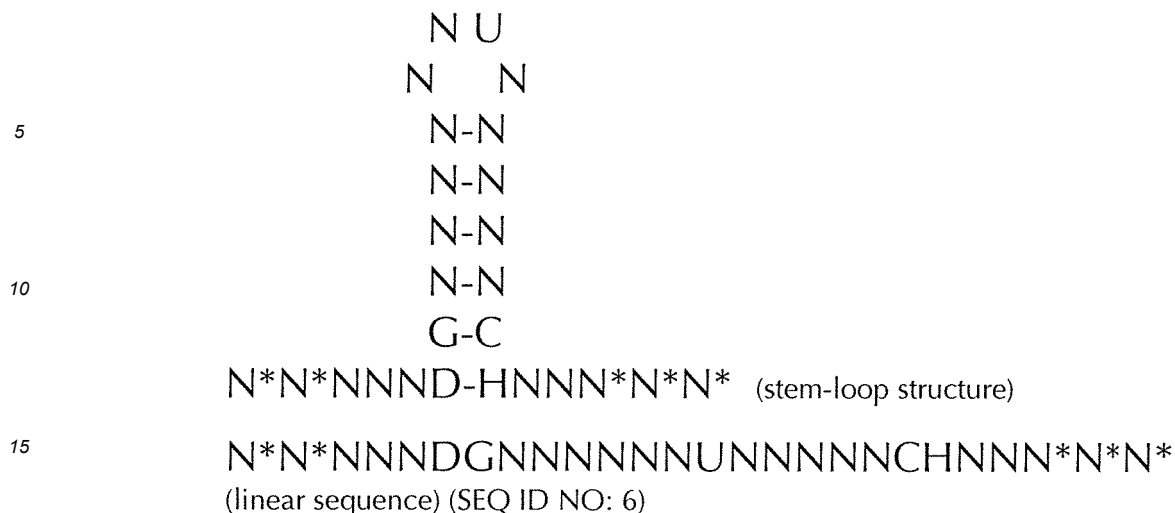 N U
N N
5 N-N
N-N
N-N
10 N-N
G-C
N*N*NNND-HNNN*N*N* (stem-loop structure)
15 N*N*NNNDGNNNNNNUNNNNNCHNNN*N*N*
(linear sequence) (SEQ ID NO: 6)